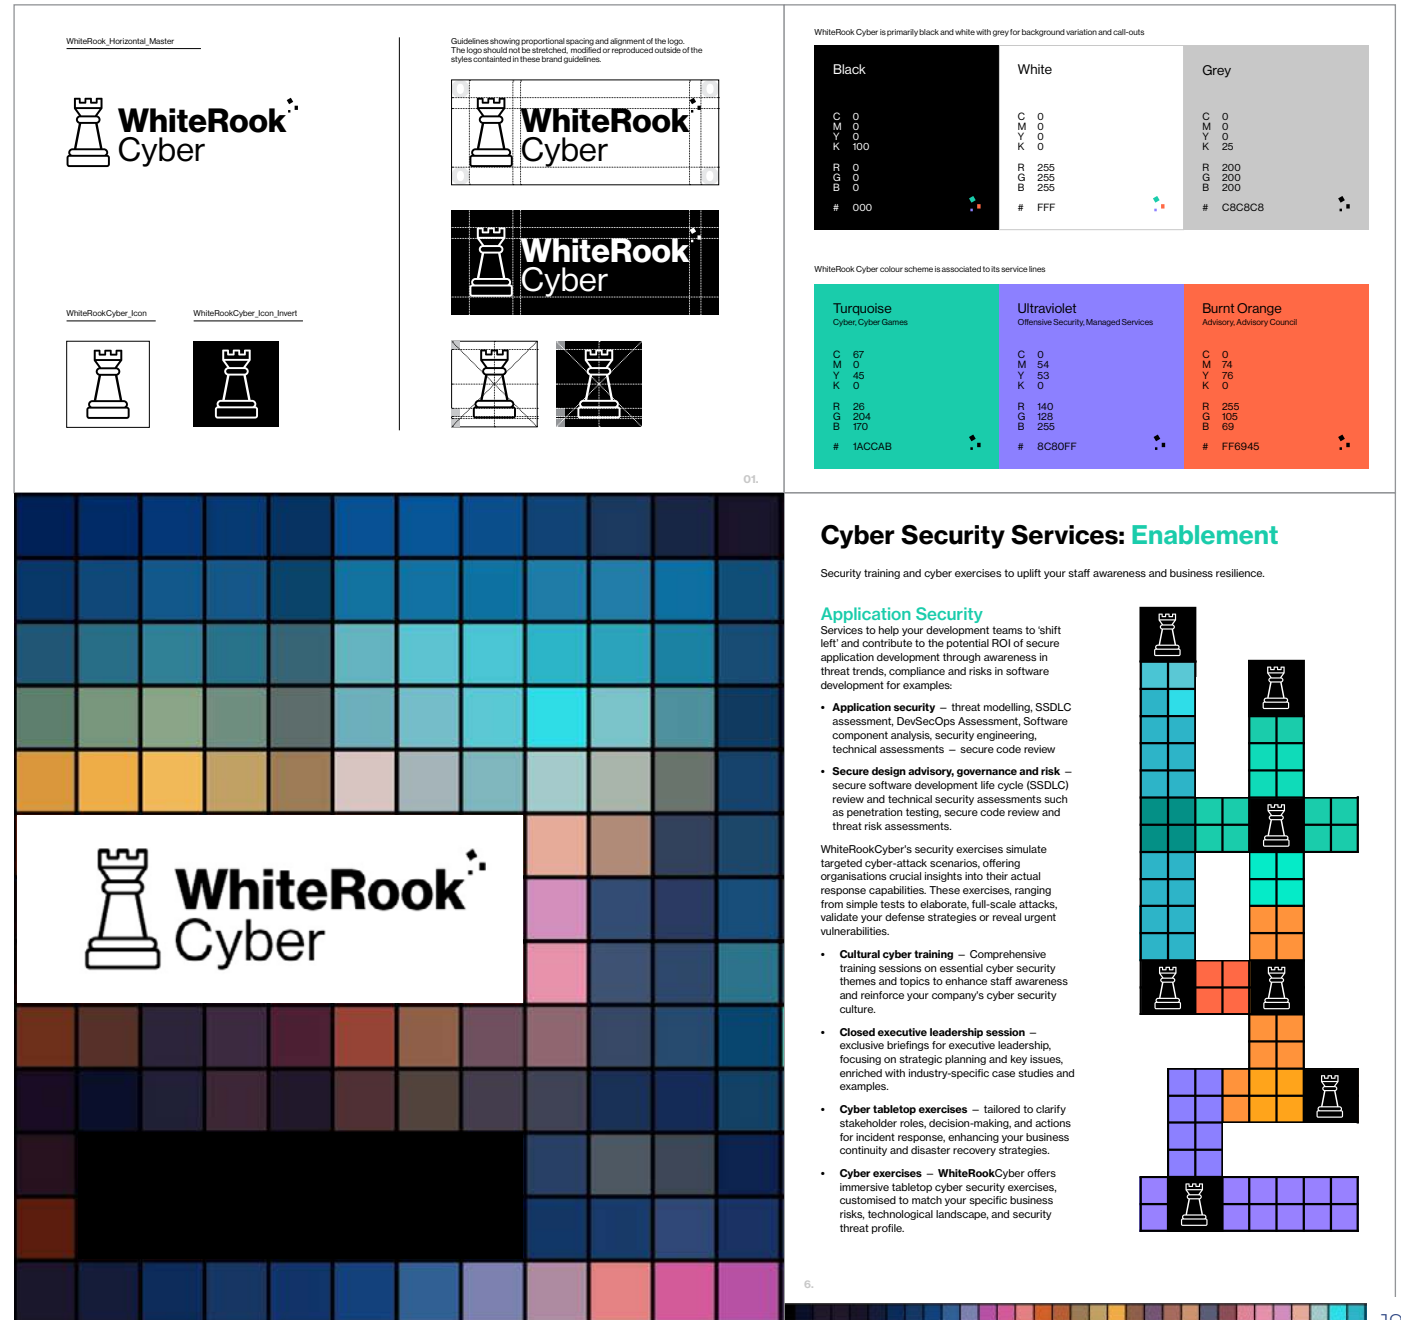 WhiteRook_Horizontal_Master
WhiteRook
Cyber
WhiteRookCyber_Icon
WhiteRookCyber_Icon_Invert
Guidelines showing proportional spacing and alignment of the logo.
The logo should not be stretched, modified or reproduced outside of the
styles containted in these brand guidelines.
WhiteRook
Cyber
WhiteRook
Cyber
01.
WhiteRook Cyber is primarily black and white with grey for background variation and call-outs
Black
C 0
M 0
Y 0
K 100
R 0
G 0
B 0
# 000
White
C 0
M 0
Y 0
K 0
R 255
G 255
B 255
# FFF
Grey
C 0
M 0
Y 0
K 25
R 200
G 200
B 200
# C8C8C8
WhiteRook Cyber colour scheme is associated to its service lines
Turquoise
Cyber, Cyber Games
C 67
M 0
Y 45
K 0
R 26
G 204
B 170
# 1ACCAB
Ultraviolet
Offensive Security, Managed Services
C 0
M 54
Y 53
K 0
R 140
G 128
B 255
# 8C80FF
Burnt Orange
Advisory, Advisory Council
C 0
M 74
Y 76
K 0
R 255
G 105
B 69
# FF6945
WhiteRook
Cyber
Cyber Security Services: Enablement
Security training and cyber exercises to uplift your staff awareness and business resilience.
Application Security
Services to help your development teams to 'shift
left' and contribute to the potential ROI of secure
application development through awareness in
threat trends, compliance and risks in software
development for examples:
• Application security – threat modelling, SSDLC
assessment, DevSecOps Assessment, Software
component analysis, security engineering,
technical assessments – secure code review
• Secure design advisory, governance and risk –
secure software development life cycle (SSDLC)
review and technical security assessments such
as penetration testing, secure code review and
threat risk assessments.
WhiteRookCyber's security exercises simulate
targeted cyber-attack scenarios, offering
organisations crucial insights into their actual
response capabilities. These exercises, ranging
from simple tests to elaborate, full-scale attacks,
validate your defense strategies or reveal urgent
vulnerabilities.
• Cultural cyber training – Comprehensive
training sessions on essential cyber security
themes and topics to enhance staff awareness
and reinforce your company's cyber security
culture.
• Closed executive leadership session –
exclusive briefings for executive leadership,
focusing on strategic planning and key issues,
enriched with industry-specific case studies and
examples.
• Cyber tabletop exercises – tailored to clarify
stakeholder roles, decision-making, and actions
for incident response, enhancing your business
continuity and disaster recovery strategies.
• Cyber exercises – WhiteRookCyber offers
immersive tabletop cyber security exercises,
customised to match your specific business
risks, technological landscape, and security
threat profile.
6.